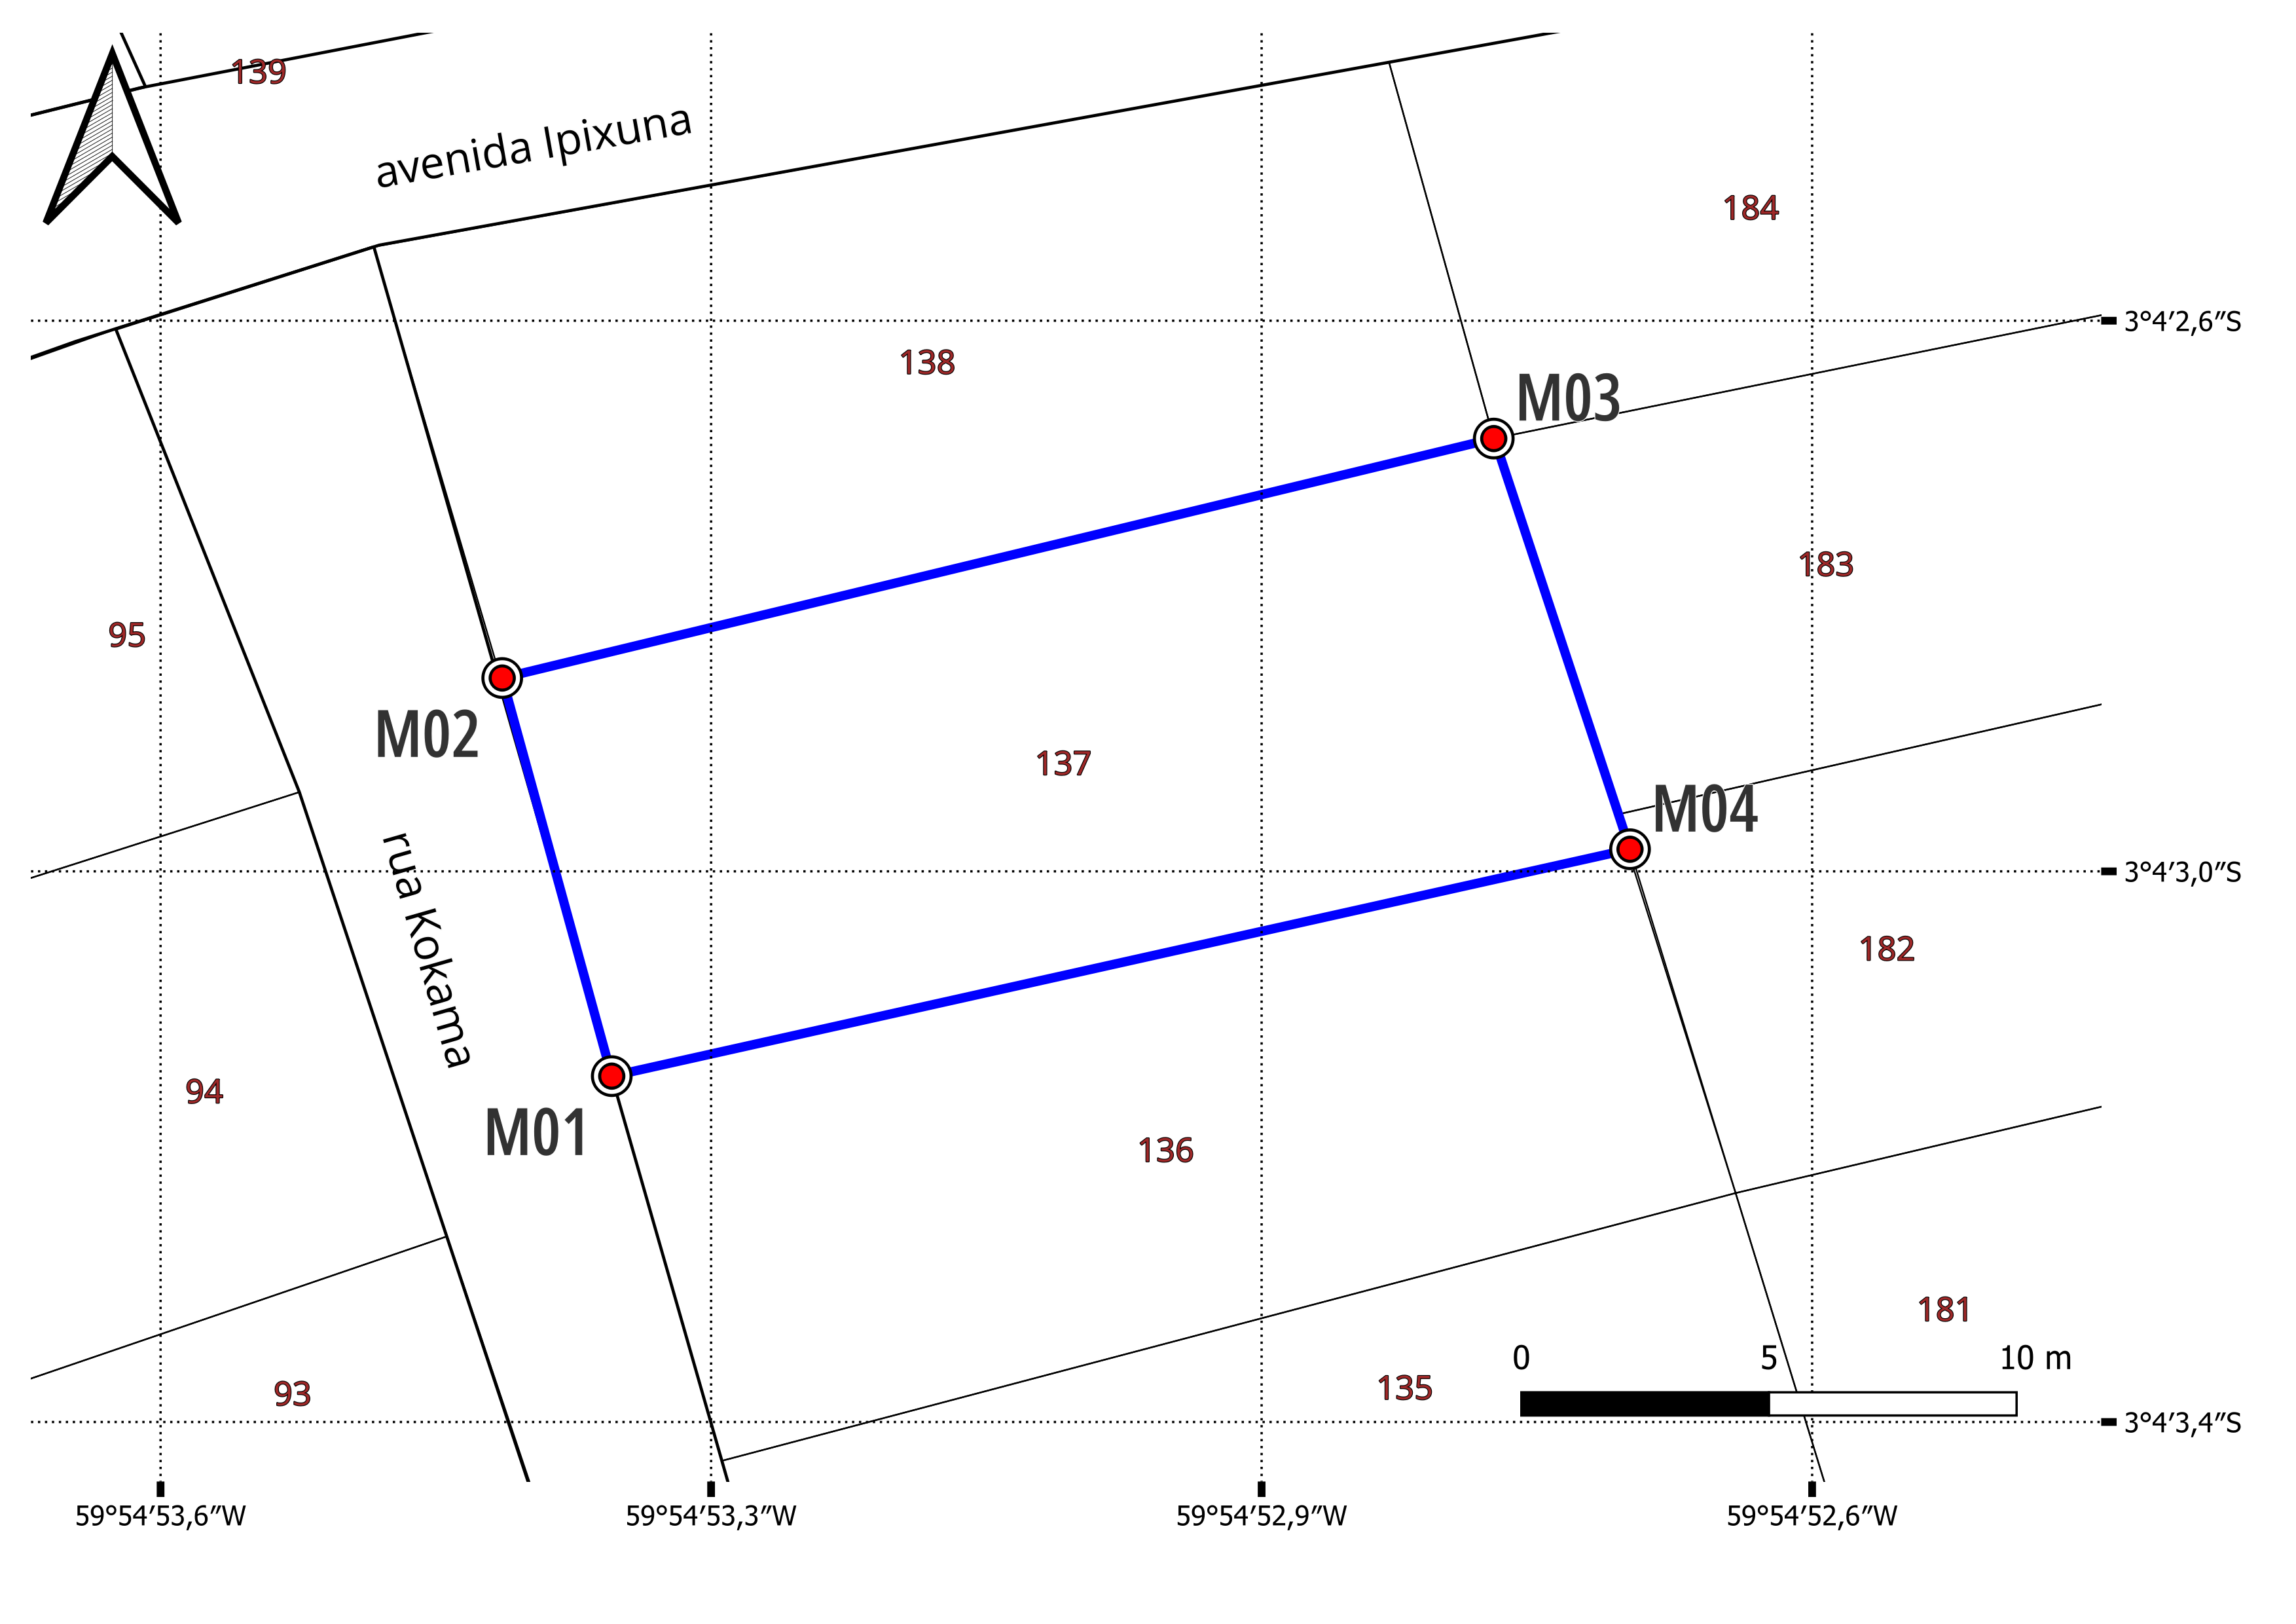 139
avenida Ipixuna
184
3°4′2,6″S
138
M03
183
95
M02
137
M04
3°4′3,0″S
rua Kokama
182
94
M01
136
181
0 5 10 m
135
93
3°4′3,4″S
59°54′53,6″W 59°54′53,3″W 59°54′52,9″W 59°54′52,6″W